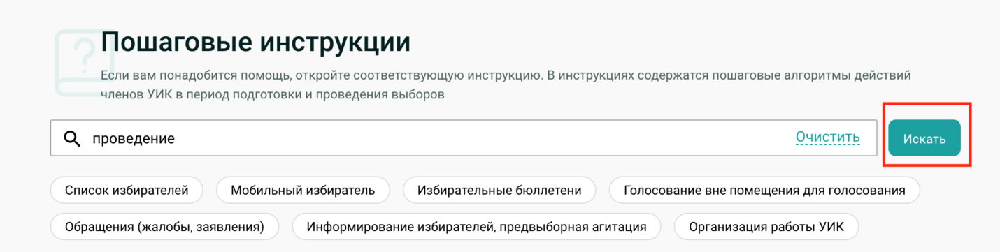 Пошаговые инструкции
Если вам понадобится помощь, откройте соответствующую инструкцию. В инструкциях содержатся пошаговые алгоритмы действий
членов УИК в период подготовки и проведения выборов
проведение Очистить Искать
Список избирателей Мобильный избиратель Избирательные бюллетени Голосование вне помещения для голосования
Обращения (жалобы, заявления) Информирование избирателей, предвыборная агитация Организация работы УИК